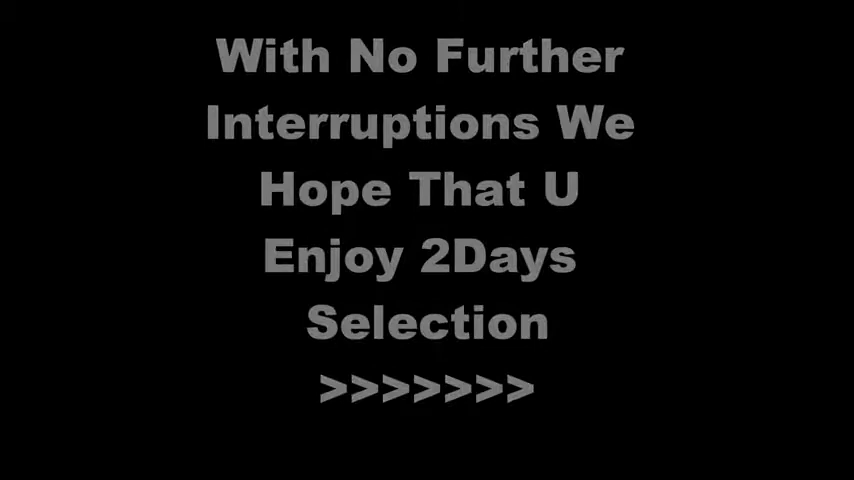 With No Further
Interruptions We
Hope That U
Enjoy 2Days
Selection
>>>>>>>